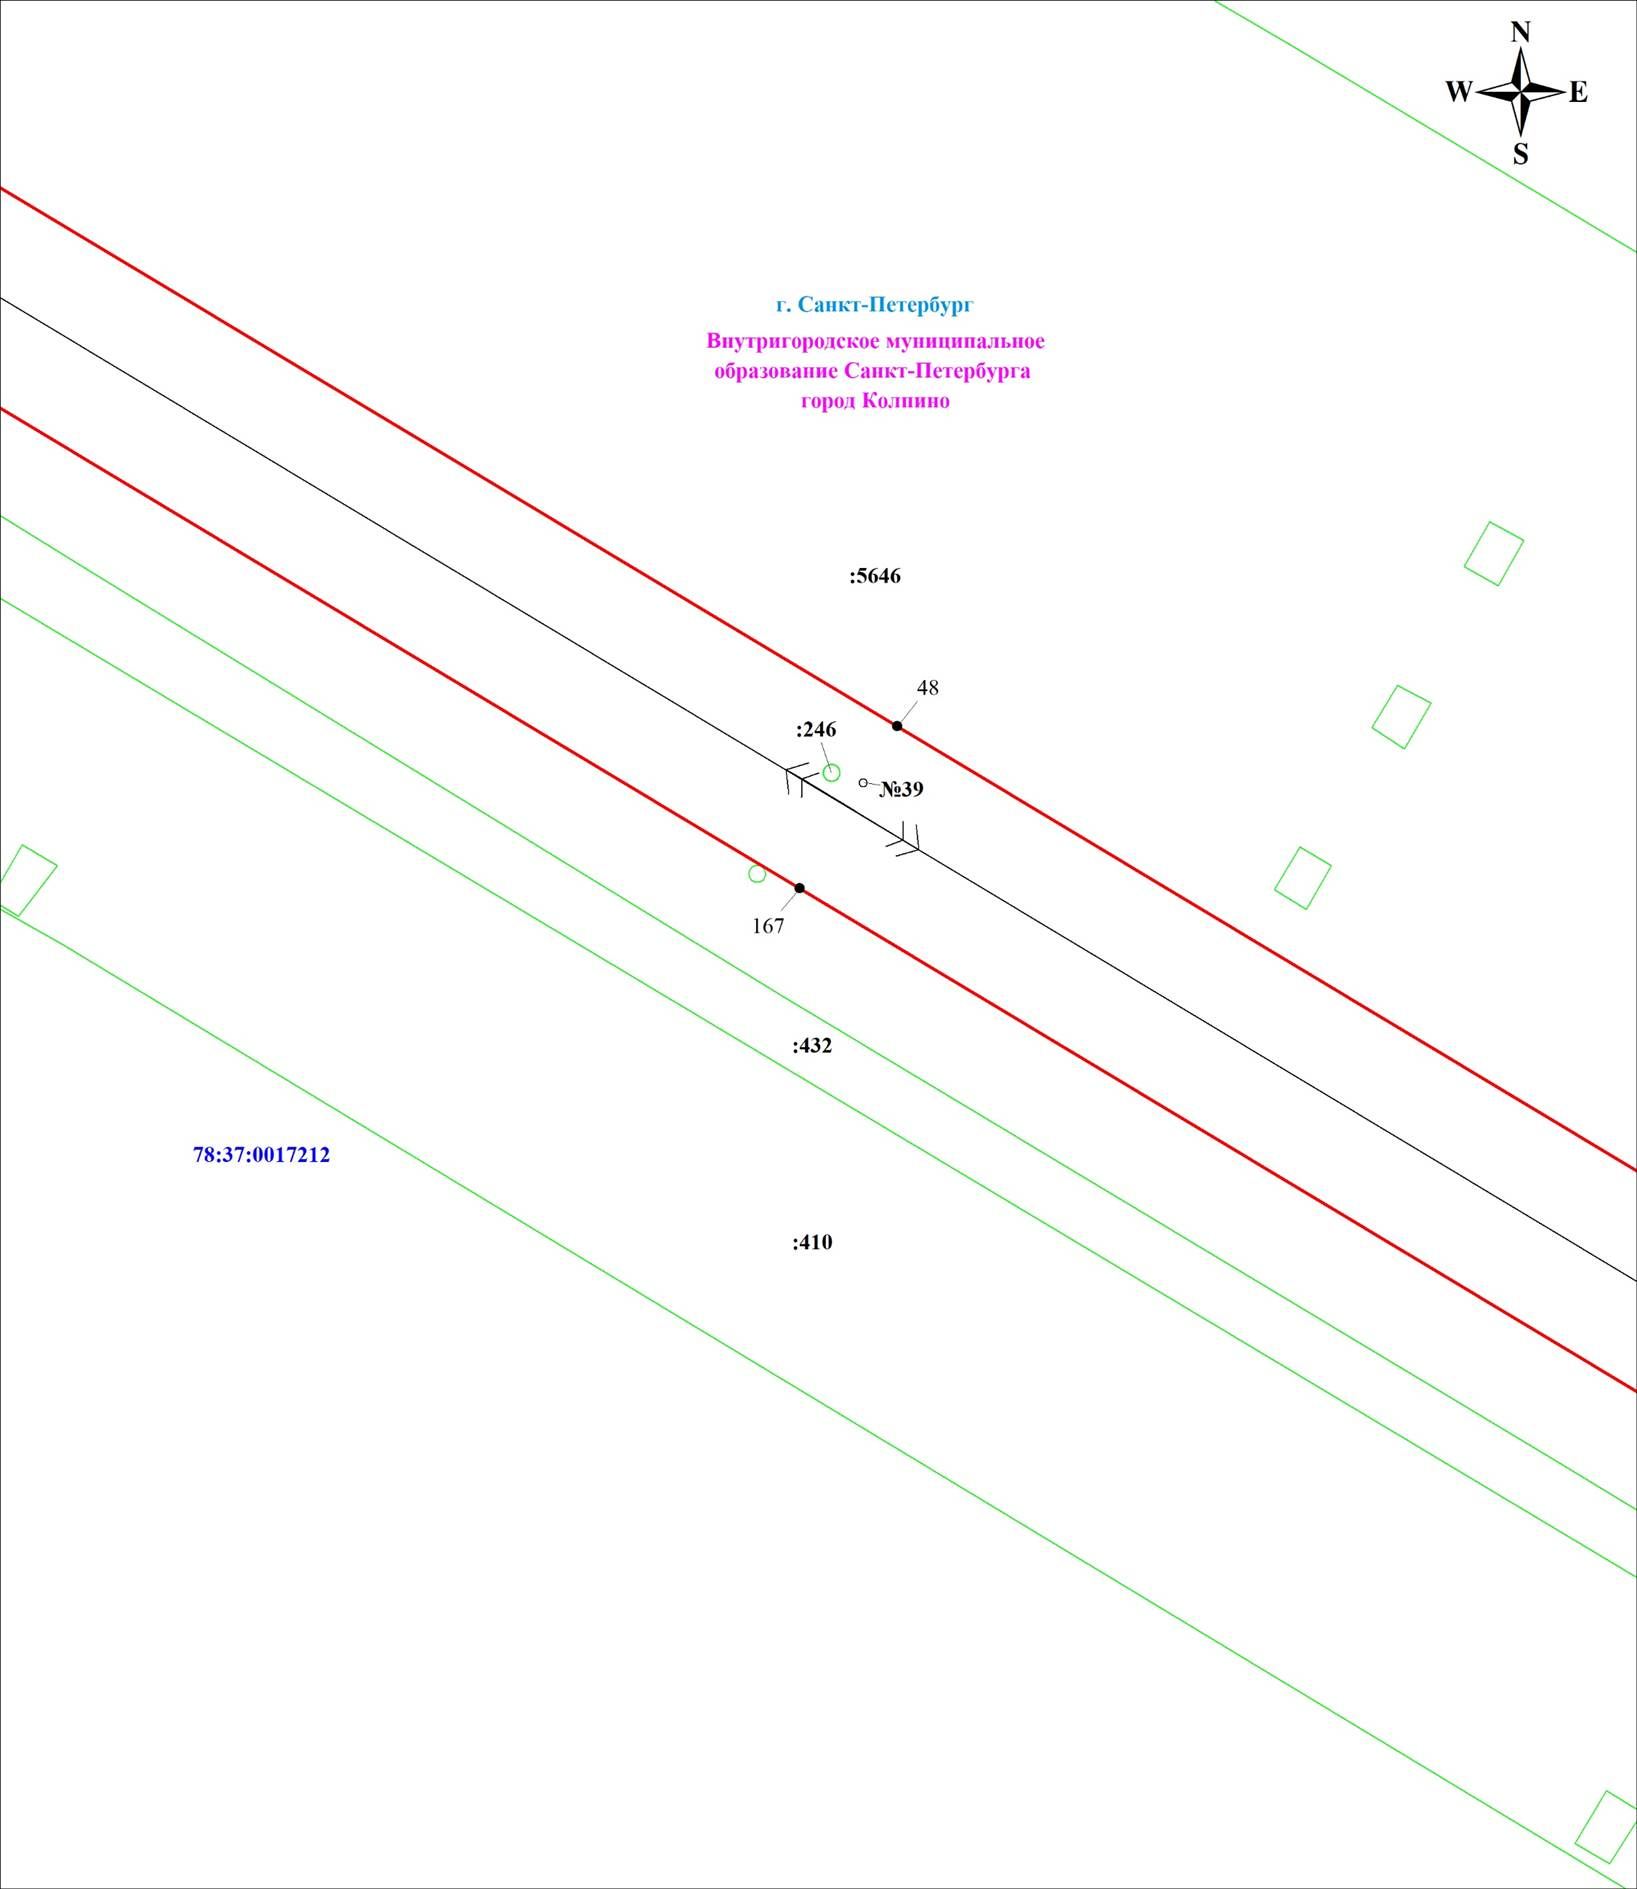 N
W E
S
г. Санкт-Петербург
Внутригородское муниципальное
образование Санкт-Петербурга
город Колпино
:5646
48
:246
№39
167
:432
78:37:0017212
:410